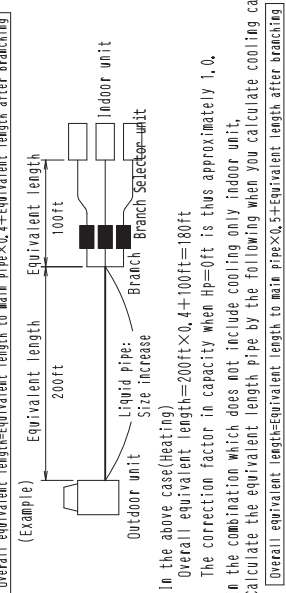 Overall equivalent length=Equivalent length to main pipe×0.4+Equivalent length after branching
(Example)
Equivalent length
200ft
Equivalent length
100ft
Indoor unit
Branch Selector unit
Branch
Liquid pipe:
Size increase
Outdoor unit
In the above case(Heating)
Overall equivalent length=200ft×0.4+100ft=180ft
The correction factor in capacity when Hp=0ft is thus approximately 1.0.
n the combination which does not include cooling only indoor unit,
calculate the equivalent length pipe by the following when you calculate cooling ca
Overall equivalent length=Equivalent length to main pipe×0.5+Equivalent length after branching